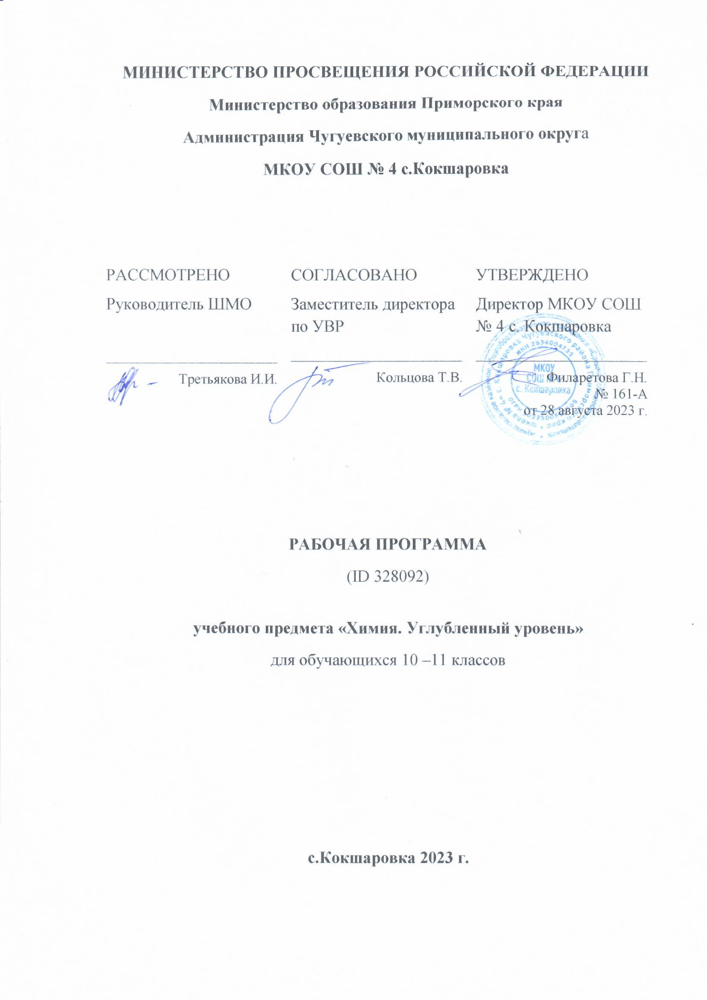 МИНИСТЕРСТВО ПРОСВЕЩЕНИЯ РОССИЙСКОЙ ФЕДЕРАЦИИ
Министерство образования Приморского края
Администрация Чугуевского муниципального округа
МКОУ СОШ № 4 с.Кокшаровка
РАССМОТРЕНО
Руководитель ШМО
Третьякова И.И.
СОГЛАСОВАНО
Заместитель директора
по УВР
Кольцова Т.В.
УТВЕРЖДЕНО
Директор МКОУ СОШ
№ 4 с. Кокшаровка
Филаретова Г.Н.
№ 161-А
от 28 августа 2023 г.
ИНН 2534004735
МКОУ
СОШ № 4
с. Кокшаровка
РАБОЧАЯ ПРОГРАММА
(ID 328092)
учебного предмета «Химия. Углубленный уровень»
для обучающихся 10 –11 классов
с.Кокшаровка 2023 г.